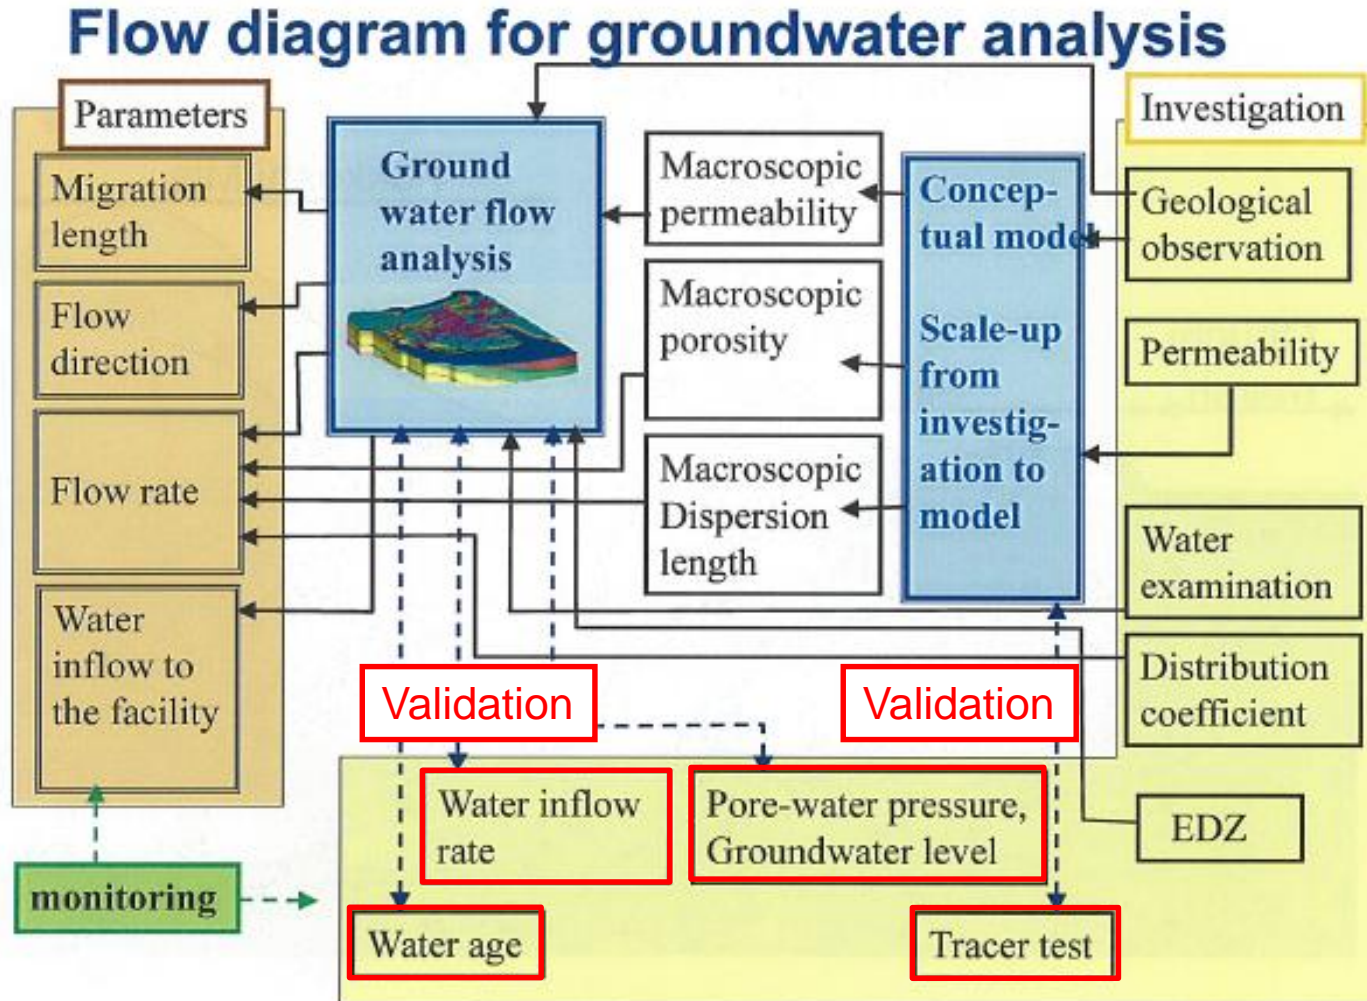 Flow diagram for groundwater analysis
Parameters
Migration
length
Flow
direction
Flow rate
Water
inflow to
the facility
monitoring
Ground
water flow
analysis
Macroscopic
permeability
Macroscopic
porosity
Macroscopic
Dispersion
length
Concep-
tual model
Scale-up
from
investig-
ation to
model
Investigation
Geological
observation
Permeability
Water
examination
Distribution
coefficient
EDZ
Validation
Validation
Water inflow
rate
Pore-water pressure,
Groundwater level
Water age
Tracer test